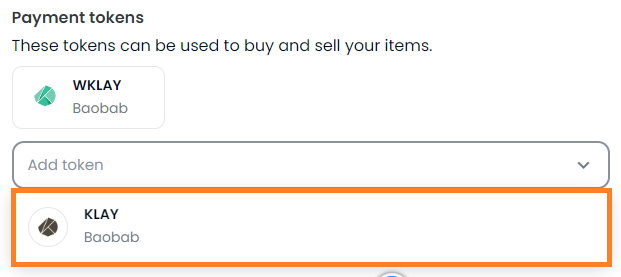 Payment tokens
These tokens can be used to buy and sell your items.
WKLAY
Baobab
Add token
KLAY
Baobab